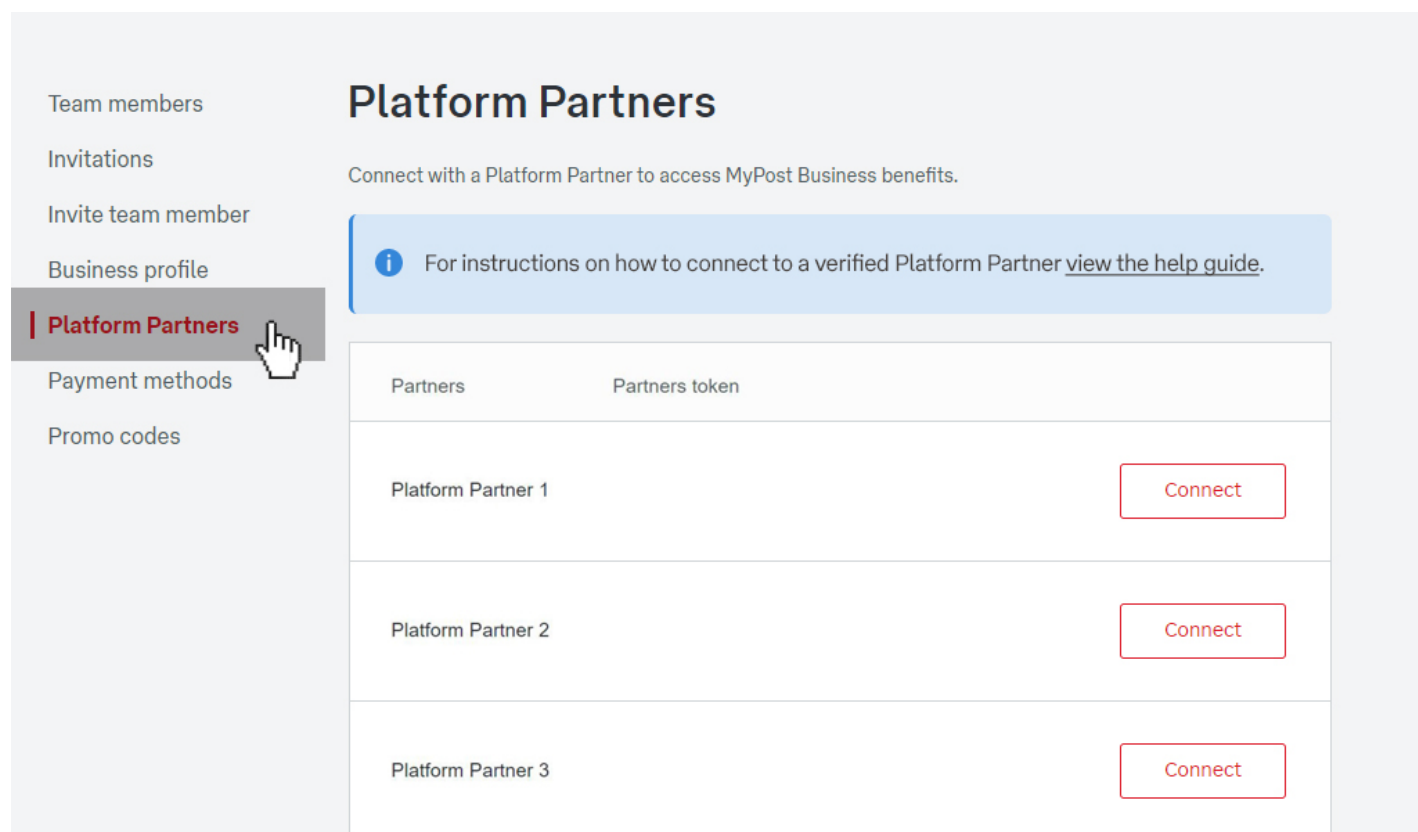 Team members
Invitations
Invite team member
Business profile
Platform Partners
Payment methods
Promo codes
Platform Partners
Connect with a Platform Partner to access MyPost Business benefits.
For instructions on how to connect to a verified Platform Partner view the help guide.
Partners Partners token
Platform Partner 1 Connect
Platform Partner 2 Connect
Platform Partner 3 Connect